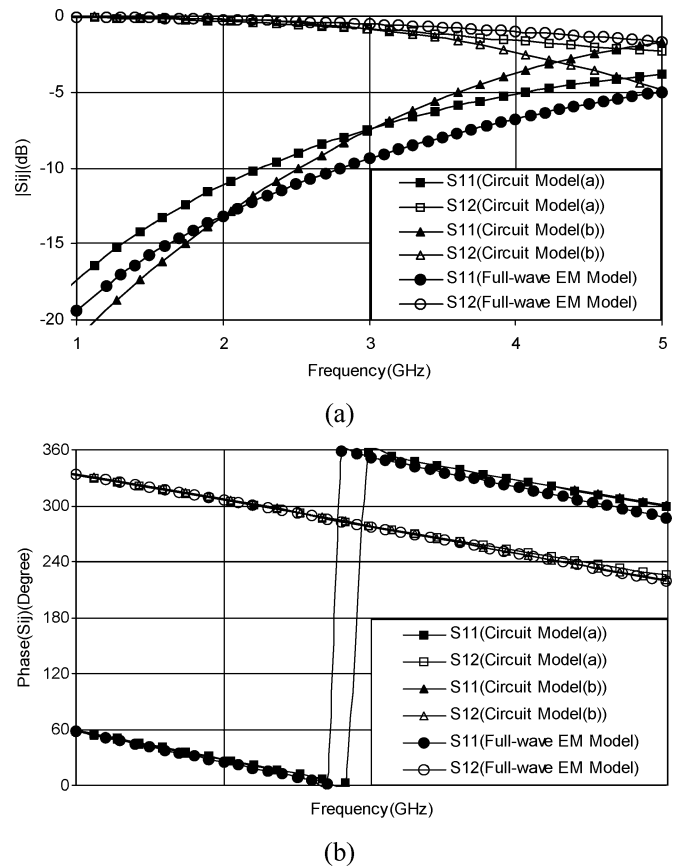 0
-5
-10
-15
-20
|Sij|(dB)
S11(Circuit Model(a))
S12(Circuit Model(a))
S11(Circuit Model(b))
S12(Circuit Model(b))
S11(Full-wave EM Model)
S12(Full-wave EM Model)
1 2 3 4 5
Frequency(GHz)
(a)
360
300
240
180
120
60
0
Phase(Sij)(Degree)
S11(Circuit Model(a))
S12(Circuit Model(a))
S11(Circuit Model(b))
S12(Circuit Model(b))
S11(Full-wave EM Model)
S12(Full-wave EM Model)
Frequency(GHz)
(b)